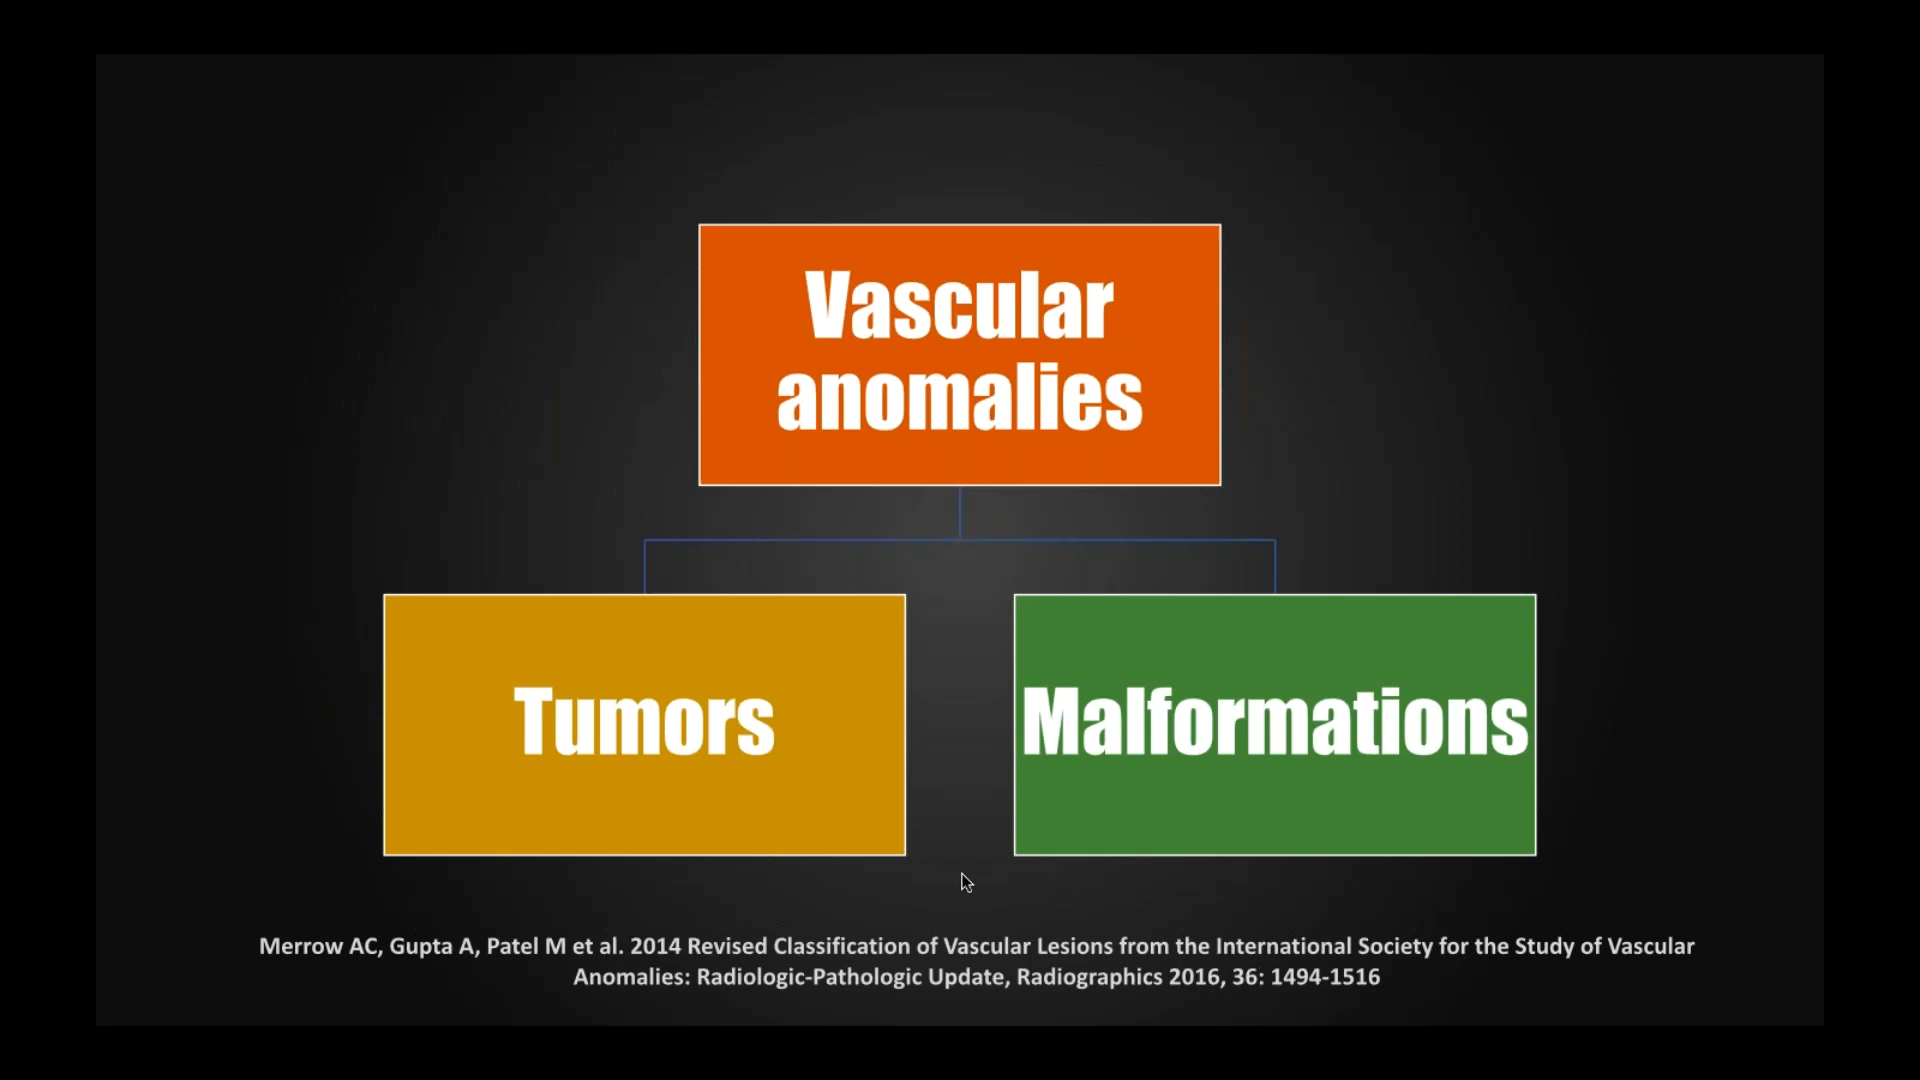 Vascular
anomalies
Tumors
Malformations
Merrow AC, Gupta A, Patel M et al. 2014 Revised Classification of Vascular Lesions from the International Society for the Study of Vascular
Anomalies: Radiologic-Pathologic Update, Radiographics 2016, 36: 1494-1516